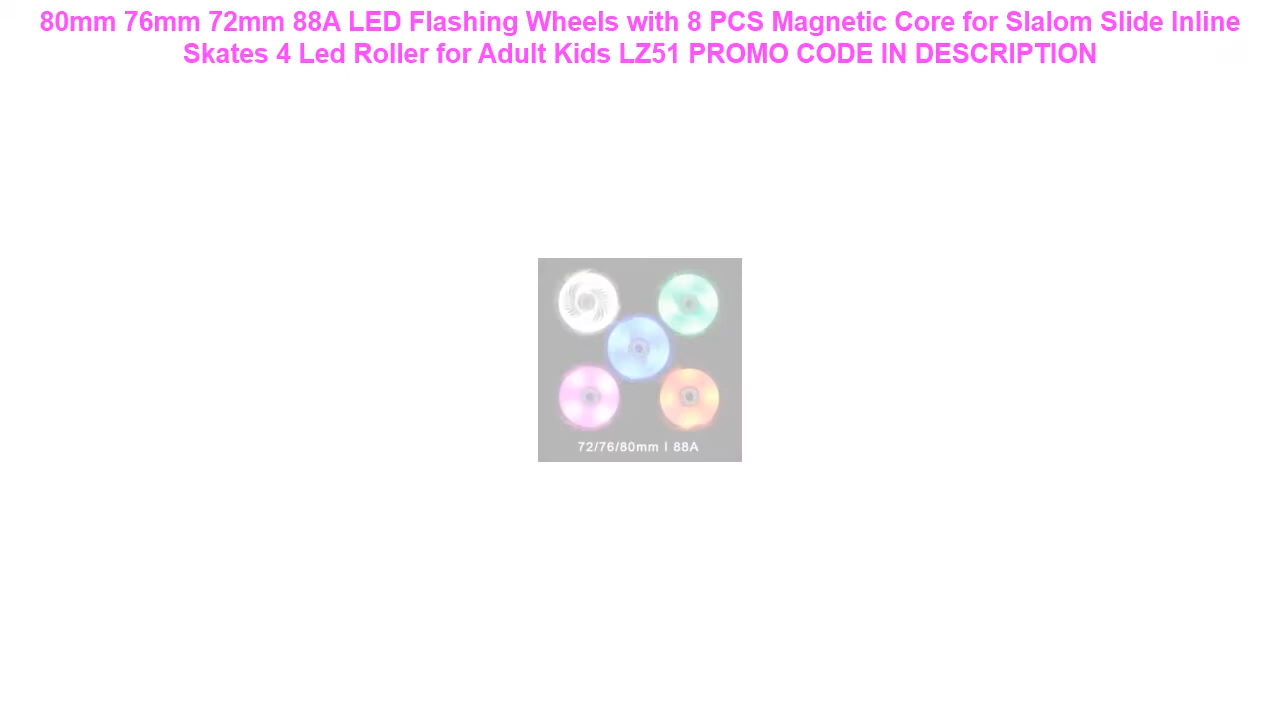 80mm 76mm 72mm 88A LED Flashing Wheels with 8 PCS Magnetic Core for Slalom Slide Inline
Skates 4 Led Roller for Adult Kids LZ51 PROMO CODE IN DESCRIPTION
72/76/80mm | 88A